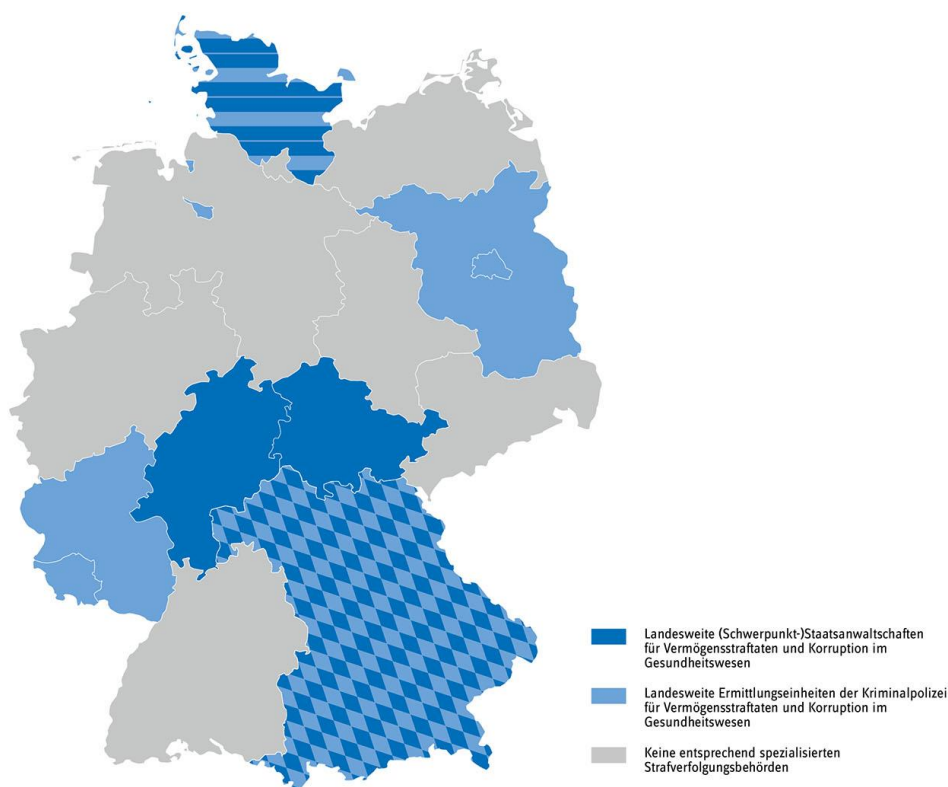 Landesweite (Schwerpunkt-)Staatsanwaltschaften
für Vermögensstraftaten und Korruption im
Gesundheitswesen
Landesweite Ermittlungseinheiten der Kriminalpolizei
für Vermögensstraftaten und Korruption im
Gesundheitswesen
Keine entsprechend spezialisierten
Strafverfolgungsbehörden